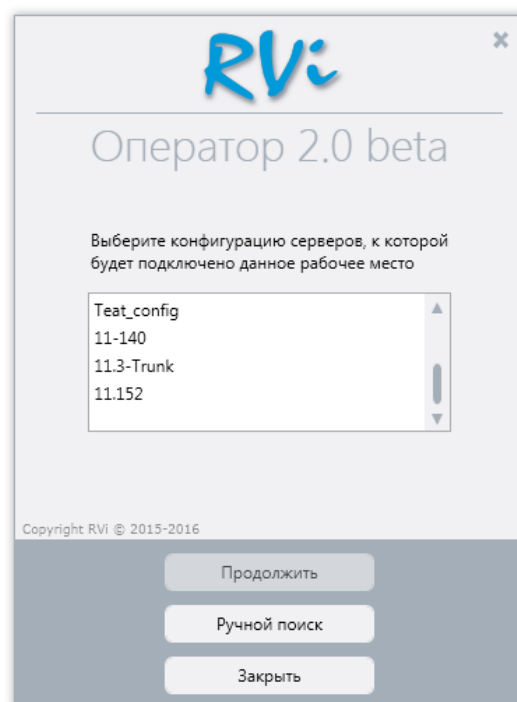 RVi
Оператор 2.0 beta
Выберите конфигурацию серверов, к которой
будет подключено данное рабочее место
Teat_config
11-140
11.3-Trunk
11.152
Copyright RVi © 2015-2016
Продолжить
Ручной поиск
Закрыть